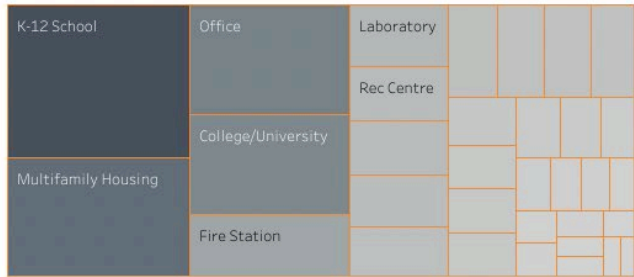 K-12 School
Multifamily Housing
Office
College/University
Fire Station
Laboratory
Rec Centre